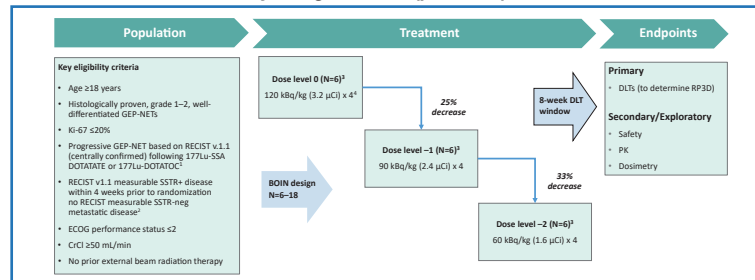 Population
Treatment
Endpoints
Key eligibility criteria
• Age ≥18 years
• Histologically proven, grade 1–2, well-
differentiated GEP-NETs
• Ki-67 ≤20%
• Progressive GEP-NET based on RECIST v.1.1
(centrally confirmed) following 177Lu-SSA
DOTATATE or 177Lu-DOTATOC¹
• RECIST v1.1 measurable SSTR+ disease
within 4 weeks prior to randomization
no RECIST measurable SSTR-neg
metastatic disease²
• ECOG performance status ≤2
• CrCl ≥50 mL/min
• No prior external beam radiation therapy
BOIN design
N=6–18
Dose level 0 (N=6)³
120 kBq/kg (3.2 µCi) x 4⁴
25%
decrease
Dose level –1 (N=6)³
90 kBq/kg (2.4 µCi) x 4
33%
decrease
Dose level –2 (N=6)³
60 kBq/kg (1.6 µCi) x 4
8-week DLT
window
Primary
• DLTs (to determine RP3D)
Secondary/Exploratory
• Safety
• PK
• Dosimetry